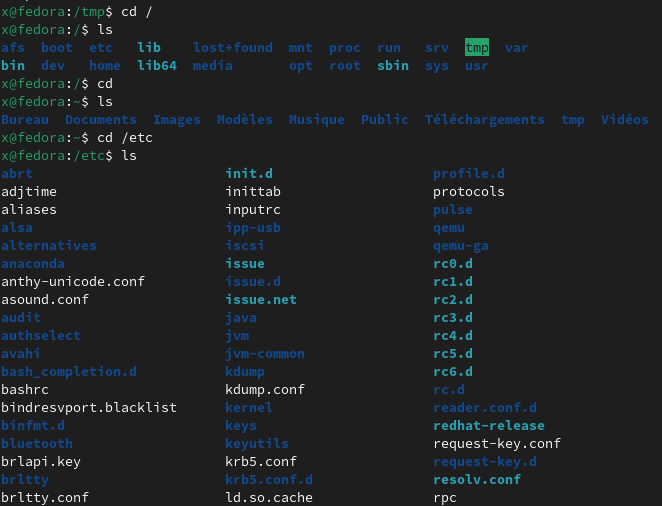 x@fedora:/tmp$ cd /
x@fedora:/$ ls
afs boot etc lib lost+found mnt proc run srv tmp var
bin dev home lib64 media opt root sbin sys usr
x@fedora:/$ cd
x@fedora:~$ ls
Bureau Documents Images Modèles Musique Public Téléchargements tmp Vidéos
x@fedora:~$ cd /etc
x@fedora:/etc$ ls
abrt init.d profile.d
adjtime inittab protocols
aliases inputrc pulse
alsa ipp-usb qemu
alternatives iscsi qemu-ga
anaconda issue rc0.d
anthy-unicode.conf issue.d rc1.d
asound.conf issue.net rc2.d
audit java rc3.d
authselect jvm rc4.d
avahi jvm-common rc5.d
bash_completion.d kdump rc6.d
bashrc kdump.conf rc.d
bindresvport.blacklist kernel reader.conf.d
binfmt.d keys redhat-release
bluetooth keyutils request-key.conf
brlapi.key krb5.conf request-key.d
brltty krb5.conf.d resolv.conf
brltty.conf ld.so.cache rpc